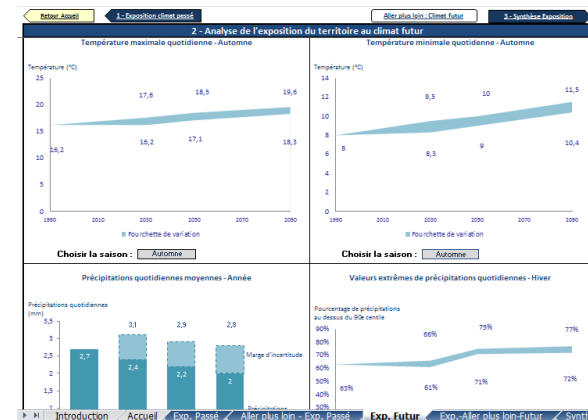 Retour Accueil
1 - Exposition climat passé
Aller plus loin : Climat futur
3 - Synthèse Exposition
2 - Analyse de l'exposition du territoire au climat futur
Température maximale quotidienne - Automne
Température (°C)
25
20
15
10
5
0
17,6
18,5
19,6
16,2
16,2
17,1
18,3
1990
2010
2030
2050
2070
2090
Fourchette de variation
Choisir la saison :
Automne
Température minimale quotidienne - Automne
Température (°C)
14
12
10
8
6
4
2
0
9,5
10
11,5
8
8,3
9
10,4
1990
2010
2030
2050
2070
2090
Fourchette de variation
Choisir la saison :
Automne
Précipitations quotidiennes moyennes - Année
Précipitations quotidiennes
(mm)
3,5
3
2,5
2
1,5
1
3,1
2,9
2,8
2,7
2,4
2,2
2
Marge d'incertitude
Précipitations
Valeurs extrêmes de précipitations quotidiennes - Hiver
Pourcentage de précipitations
au dessus du 90e centile
90%
80%
70%
60%
50%
40%
30%
66%
75%
77%
63%
61%
71%
72%
Introduction
Accueil
Exp. Passé
Aller plus loin - Exp. Passé
Exp. Futur
Exp.-Aller plus loin-Futur